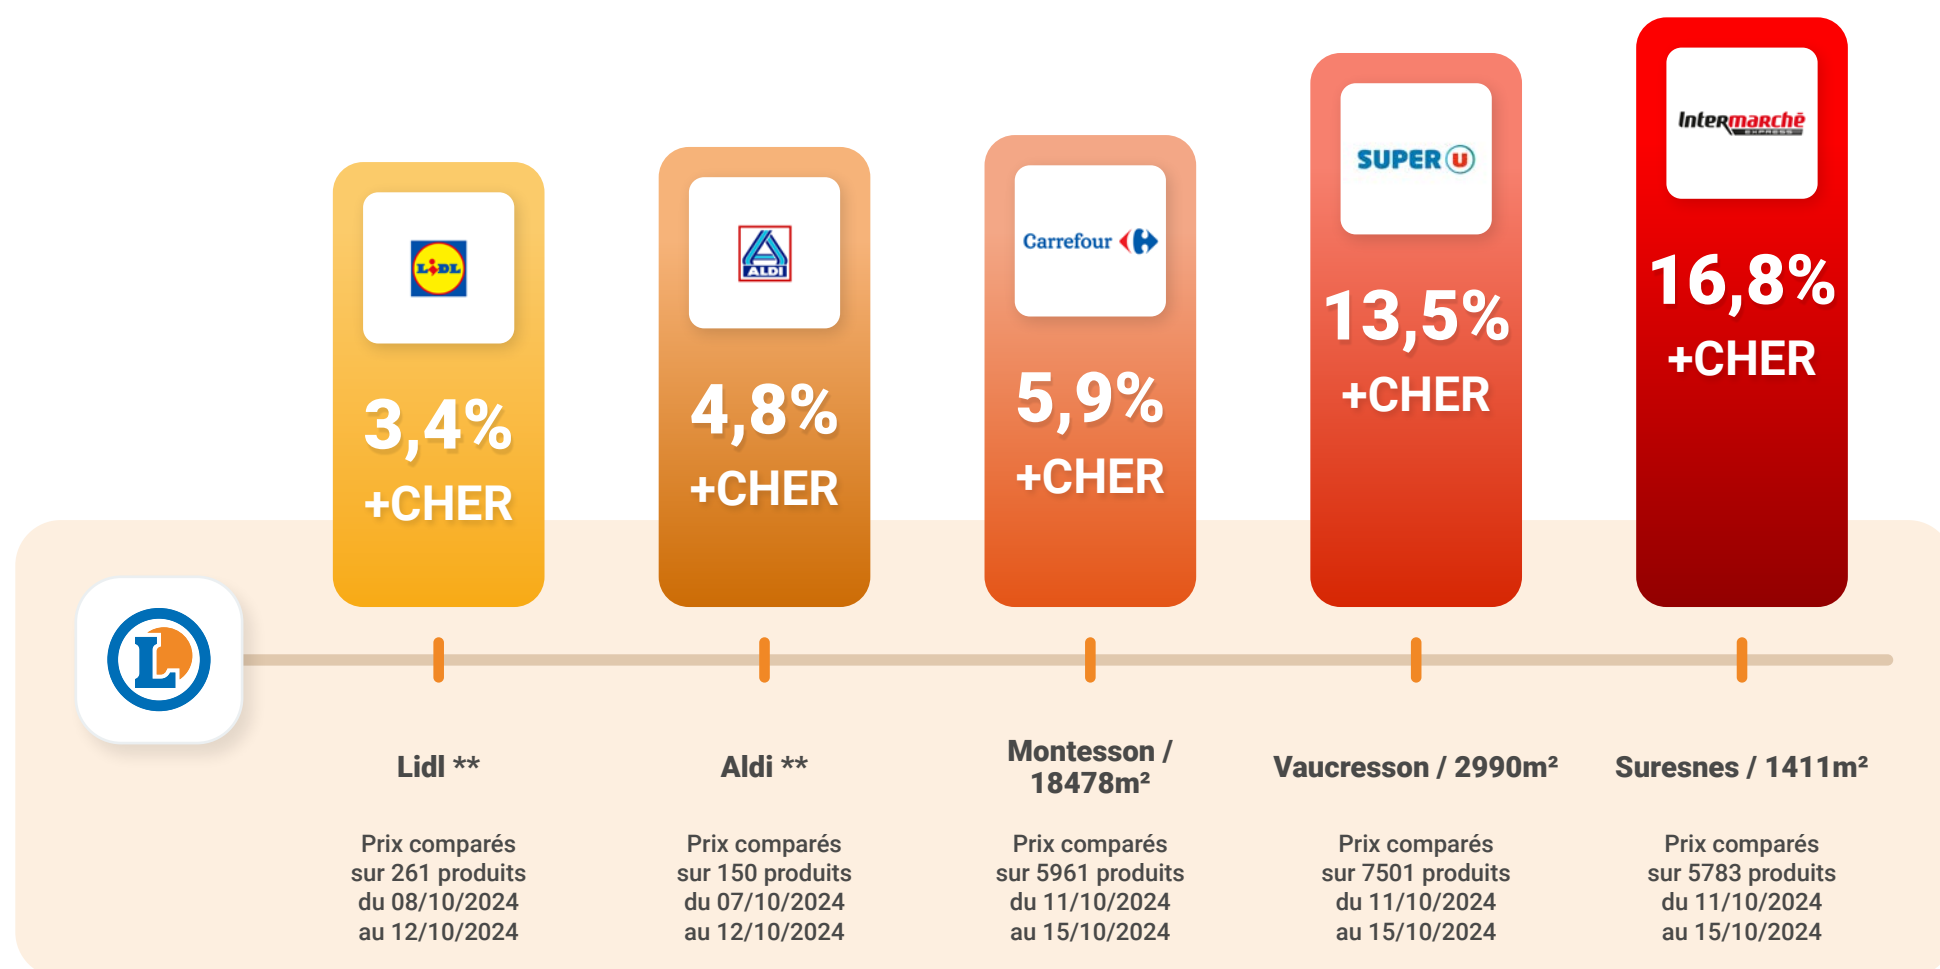 LIDL
3,4%
+CHER
ALDI
4,8%
+CHER
Carrefour
5,9%
+CHER
SUPER U
13,5%
+CHER
Intermarchē
EXPRESS
16,8%
+CHER
L
Lidl **
Prix comparés
sur 261 produits
du 08/10/2024
au 12/10/2024
Aldi **
Prix comparés
sur 150 produits
du 07/10/2024
au 12/10/2024
Montesson /
18478m²
Prix comparés
sur 5961 produits
du 11/10/2024
au 15/10/2024
Vaucresson / 2990m²
Prix comparés
sur 7501 produits
du 11/10/2024
au 15/10/2024
Suresnes / 1411m²
Prix comparés
sur 5783 produits
du 11/10/2024
au 15/10/2024